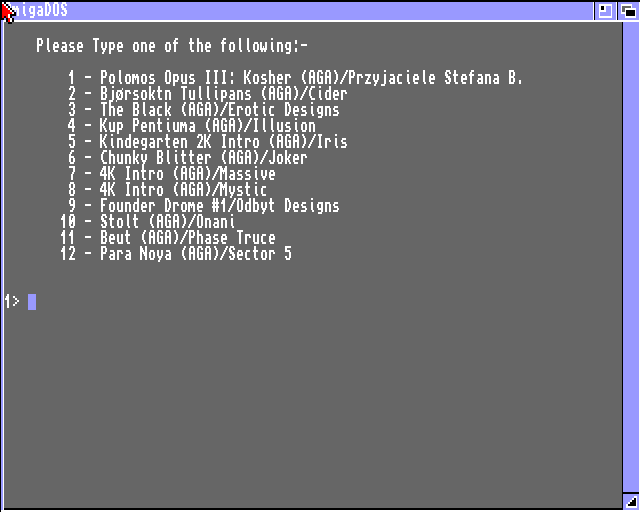 AmigaDOS
Please Type one of the following:-
1 - Polomos Opus III: Kosher (AGA)/Przyjaciele Stefana B.
2 - Bjørsoktn Tullipans (AGA)/Cider
3 - The Black (AGA)/Erotic Designs
4 - Kup Pentiuma (AGA)/Illusion
5 - Kindegarten 2K Intro (AGA)/Iris
6 - Chunky Blitter (AGA)/Joker
7 - 4K Intro (AGA)/Massive
8 - 4K Intro (AGA)/Mystic
9 - Founder Drome #1/Odbyt Designs
10 - Stolt (AGA)/Onani
11 - Beut (AGA)/Phase Truce
12 - Para Noya (AGA)/Sector 5
1>